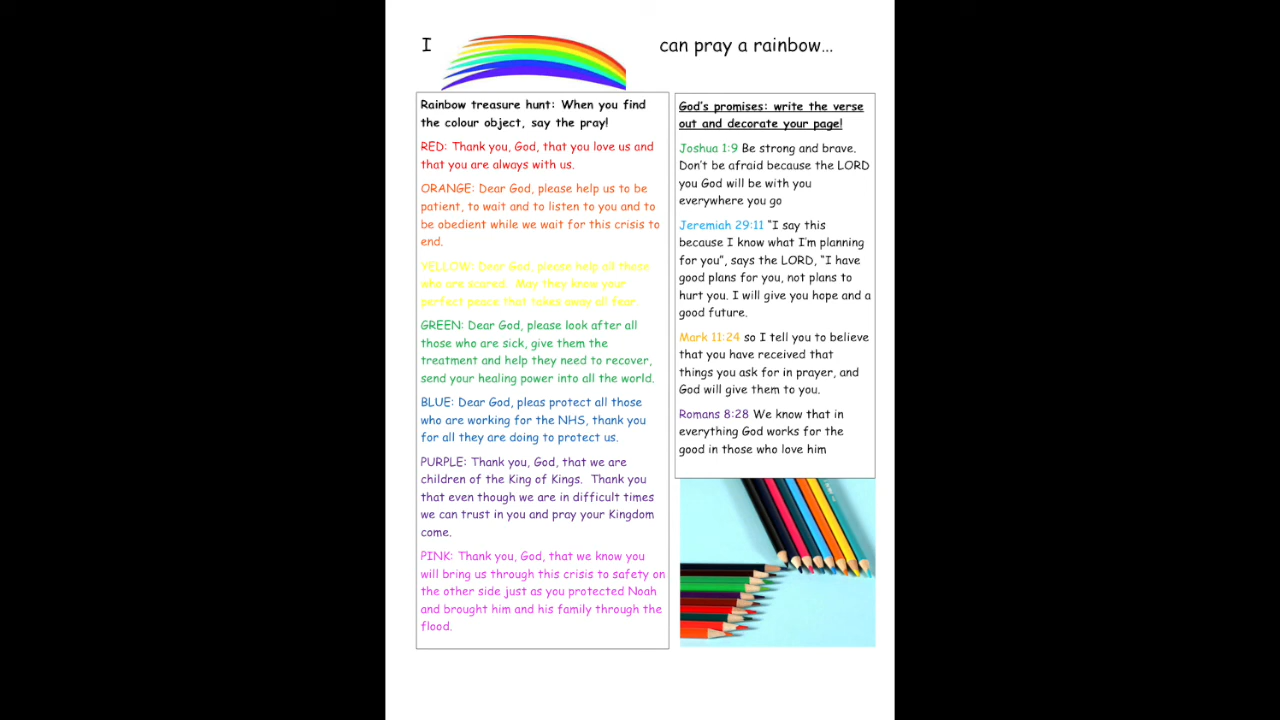 I can pray a rainbow…
Rainbow treasure hunt: When you find
the colour object, say the pray!
RED: Thank you, God, that you love us and
that you are always with us.
ORANGE: Dear God, please help us to be
patient, to wait and to listen to you and to
be obedient while we wait for this crisis to
end.
YELLOW: Dear God, please help all those
who are scared. May they know your
perfect peace that takes away all fear.
GREEN: Dear God, please look after all
those who are sick, give them the
treatment and help they need to recover,
send your healing power into all the world.
BLUE: Dear God, pleas protect all those
who are working for the NHS, thank you
for all they are doing to protect us.
PURPLE: Thank you, God, that we are
children of the King of Kings. Thank you
that even though we are in difficult times
we can trust in you and pray your Kingdom
come.
PINK: Thank you, God, that we know you
will bring us through this crisis to safety on
the other side just as you protected Noah
and brought him and his family through the
flood.
God's promises: write the verse
out and decorate your page!
Joshua 1:9 Be strong and brave.
Don't be afraid because the LORD
you God will be with you
everywhere you go
Jeremiah 29:11 "I say this
because I know what I'm planning
for you", says the LORD, "I have
good plans for you, not plans to
hurt you. I will give you hope and a
good future.
Mark 11:24 so I tell you to believe
that you have received that
things you ask for in prayer, and
God will give them to you.
Romans 8:28 We know that in
everything God works for the
good in those who love him